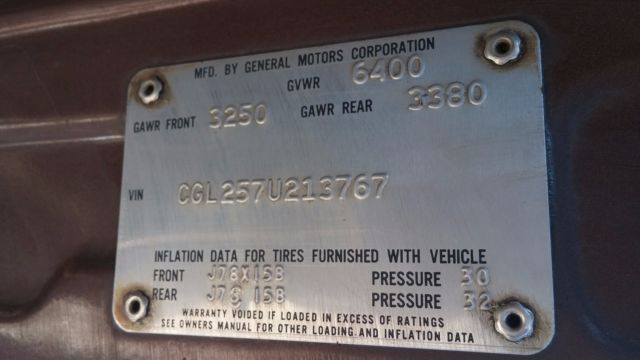 MFD. BY GENERAL MOTORS CORPORATION
GVWR 6400
GAWR FRONT 3250 GAWR REAR 3380
VIN CGL257U213767
INFLATION DATA FOR TIRES FURNISHED WITH VEHICLE
FRONT J78X15B PRESSURE 30
REAR J78 15B PRESSURE 32
WARRANTY VOIDED IF LOADED IN EXCESS OF RATINGS
SEE OWNERS MANUAL FOR OTHER LOADING AND INFLATION DATA